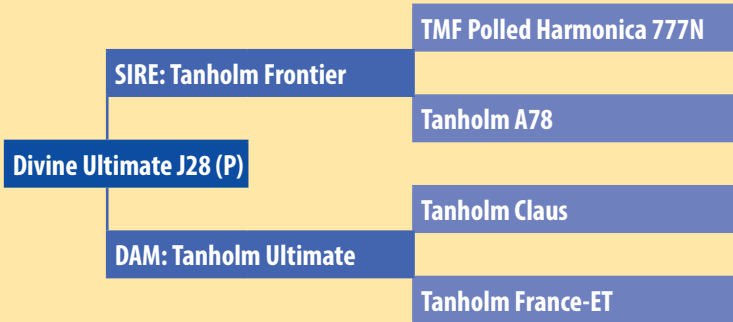 TMF Polled Harmonica 777N
SIRE: Tanholm Frontier
Tanholm A78
Divine Ultimate J28 (P)
Tanholm Claus
DAM: Tanholm Ultimate
Tanholm France-ET